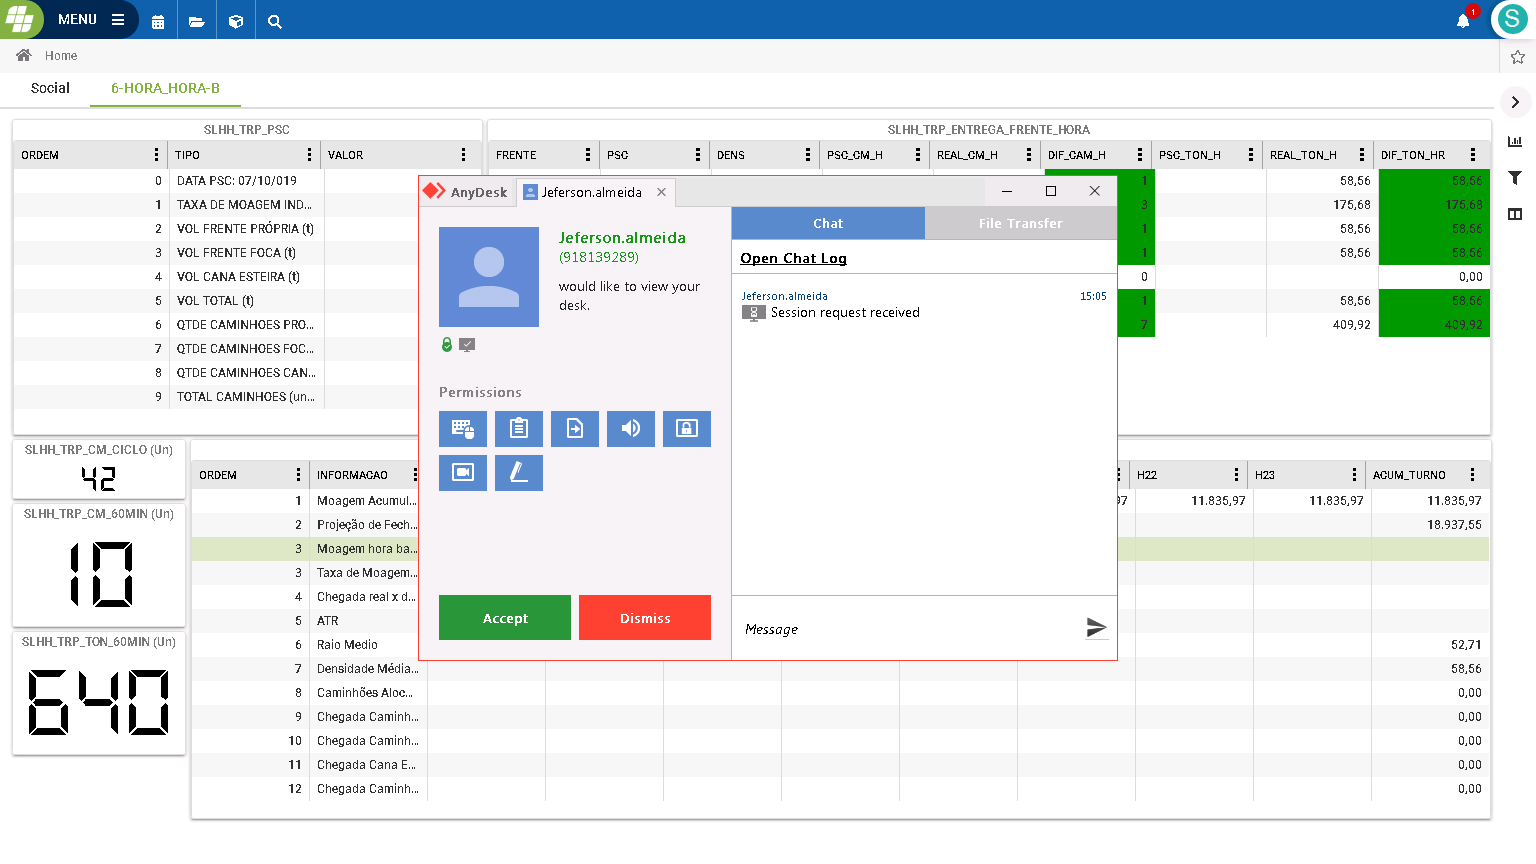 MENU
1
S
Home
Social 6-HORA_HORA-B
SLHH_TRP_PSC
ORDEM TIPO VALOR
0 DATA PSC: 07/10/019
1 TAXA DE MOAGEM IND...
2 VOL FRENTE PRÓPRIA (t)
3 VOL FRENTE FOCA (t)
4 VOL CANA ESTEIRA (t)
5 VOL TOTAL (t)
6 QTDE CAMINHOES PRO...
7 QTDE CAMINHOES FOC...
8 QTDE CAMINHOES CAN...
9 TOTAL CAMINHOES (un...
SLHH_TRP_ENTREGA_FRENTE_HORA
FRENTE PSC DENS PSC_CM_H REAL_CM_H DIF_CAM_H PSC_TON_H REAL_TON_H DIF_TON_HR
1 58,56 58,56
3 175,68 175,68
1 58,56 58,56
1 58,56 58,56
0 0,00
1 58,56 58,56
7 409,92 409,92
AnyDesk Jeferson.almeida
Jeferson.almeida
(918139289)
would like to view your
desk.
Permissions
Accept Dismiss
Chat File Transfer
Open Chat Log
Jeferson.almeida 15:05
Session request received
Message
SLHH_TRP_CM_CICLO (Un)
42
SLHH_TRP_CM_60MIN (Un)
10
SLHH_TRP_TON_60MIN (Un)
640
ORDEM INFORMACAO H22 H23 ACUM_TURNO
1 Moagem Acumul... 97 11.835,97 11.835,97 11.835,97
2 Projeção de Fech... 18.937,55
3 Moagem hora ba...
3 Taxa de Moagem...
4 Chegada real x d...
5 ATR
6 Raio Medio 52,71
7 Densidade Média... 58,56
8 Caminhões Aloc... 0,00
9 Chegada Caminh... 0,00
10 Chegada Caminh... 0,00
11 Chegada Cana E... 0,00
12 Chegada Caminh... 0,00